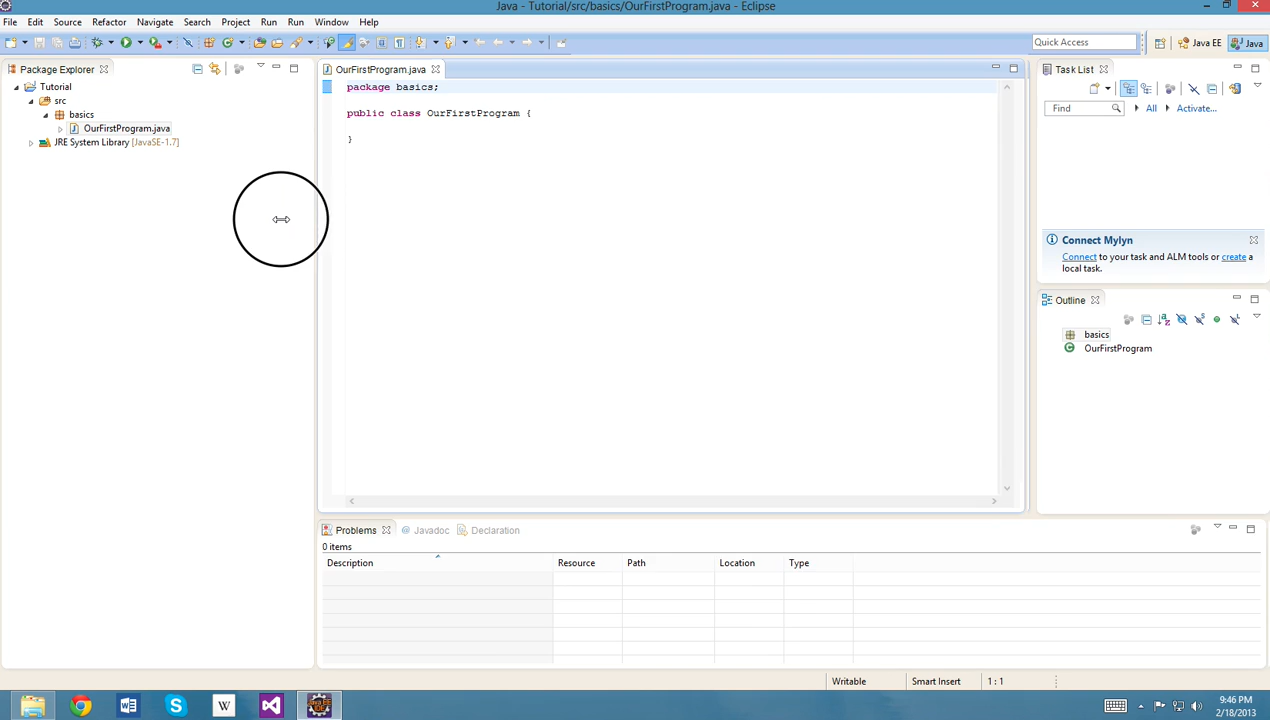 Java - Tutorial/src/basics/OurFirstProgram.java - Eclipse
File Edit Source Refactor Navigate Search Project Run Run Window Help
Quick Access Java EE Java
Package Explorer
Tutorial
src
basics
OurFirstProgram.java
JRE System Library [JavaSE-1.7]
OurFirstProgram.java
package basics;
public class OurFirstProgram {
}
Task List
Find All Activate...
Connect Mylyn
Connect to your task and ALM tools or create a
local task.
Outline
basics
OurFirstProgram
Problems @ Javadoc Declaration
0 items
Description Resource Path Location Type
Writable Smart Insert 1 : 1
W W
9:46 PM
2/18/2013